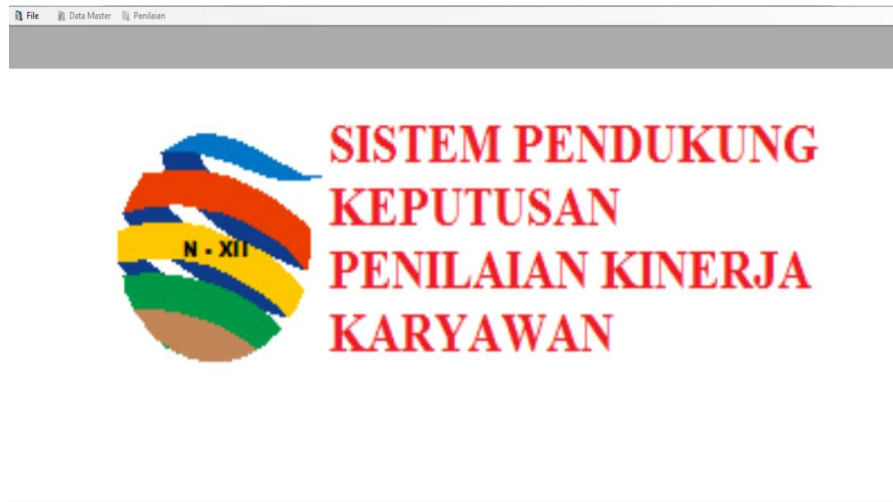 File Data Master Penilaian
SISTEM PENDUKUNG
KEPUTUSAN
PENILAIAN KINERJA
KARYAWAN
N - XII